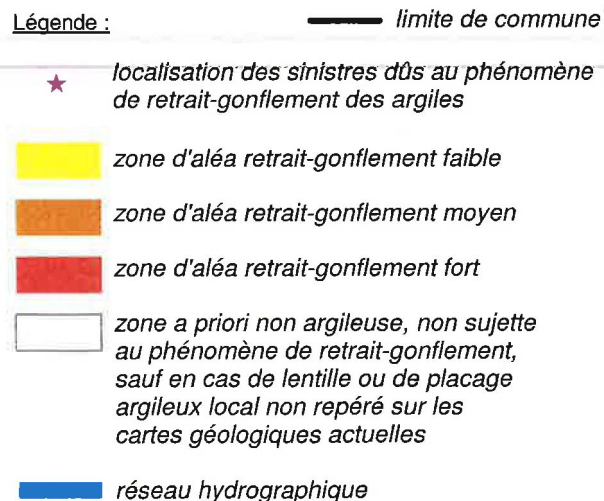 Légende :
limite de commune
localisation des sinistres dûs au phénomène
de retrait-gonflement des argiles
zone d'aléa retrait-gonflement faible
zone d'aléa retrait-gonflement moyen
zone d'aléa retrait-gonflement fort
zone a priori non argileuse, non sujette
au phénomène de retrait-gonflement,
sauf en cas de lentille ou de placage
argileux local non repéré sur les
cartes géologiques actuelles
réseau hydrographique